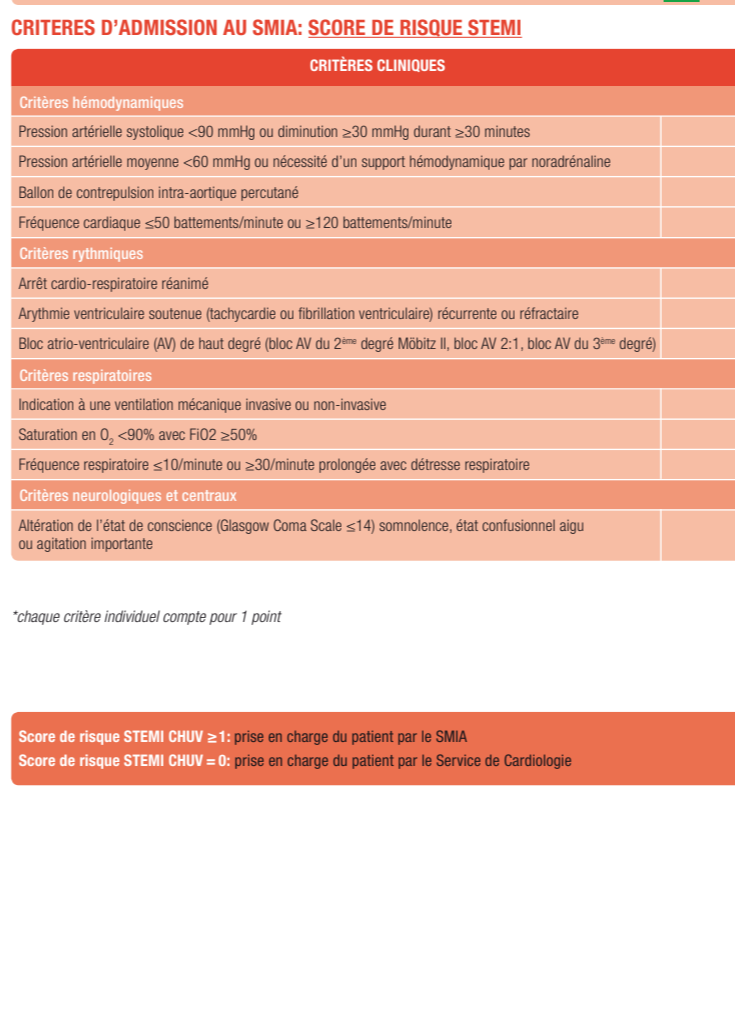 CRITERES D’ADMISSION AU SMIA: SCORE DE RISQUE STEMI
CRITÈRES CLINIQUES
Critères hémodynamiques
Pression artérielle systolique <90 mmHg ou diminution ≥30 mmHg durant ≥30 minutes
Pression artérielle moyenne <60 mmHg ou nécessité d’un support hémodynamique par noradrénaline
Ballon de contrepulsion intra-aortique percutané
Fréquence cardiaque ≤50 battements/minute ou ≥120 battements/minute
Critères rythmiques
Arrêt cardio-respiratoire réanimé
Arythmie ventriculaire soutenue (tachycardie ou fibrillation ventriculaire) récurrente ou réfractaire
Bloc atrio-ventriculaire (AV) de haut degré (bloc AV du 2ème degré Möbitz II, bloc AV 2:1, bloc AV du 3ème degré)
Critères respiratoires
Indication à une ventilation mécanique invasive ou non-invasive
Saturation en O₂ <90% avec FiO2 ≥50%
Fréquence respiratoire ≤10/minute ou ≥30/minute prolongée avec détresse respiratoire
Critères neurologiques et centraux
Altération de l’état de conscience (Glasgow Coma Scale ≤14) somnolence, état confusionnel aigu
ou agitation importante
*chaque critère individuel compte pour 1 point
Score de risque STEMI CHUV ≥1: prise en charge du patient par le SMIA
Score de risque STEMI CHUV = 0: prise en charge du patient par le Service de Cardiologie